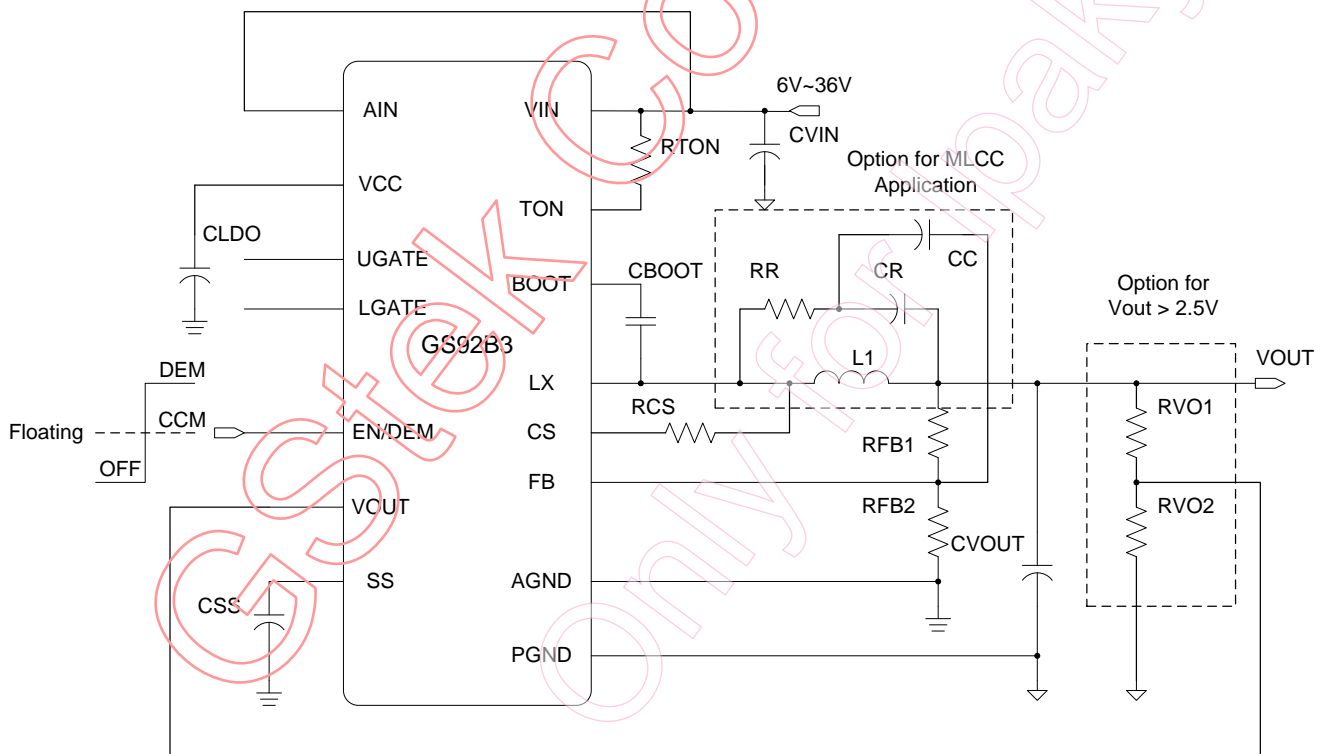 6V~36V
AIN
VIN
RTON
CVIN
Option for MLCC
Application
VCC
TON
CLDO
UGATE
BOOT
CBOOT
RR
CR
CC
Option for
Vout > 2.5V
LGATE
GS92B3
L1
VOUT
DEM
LX
RCS
RVO1
Floating
CCM
EN/DEM
CS
RFB1
OFF
FB
VOUT
RFB2
RVO2
CVOUT
SS
AGND
CSS
PGND
GStek Co
only for Ipaky